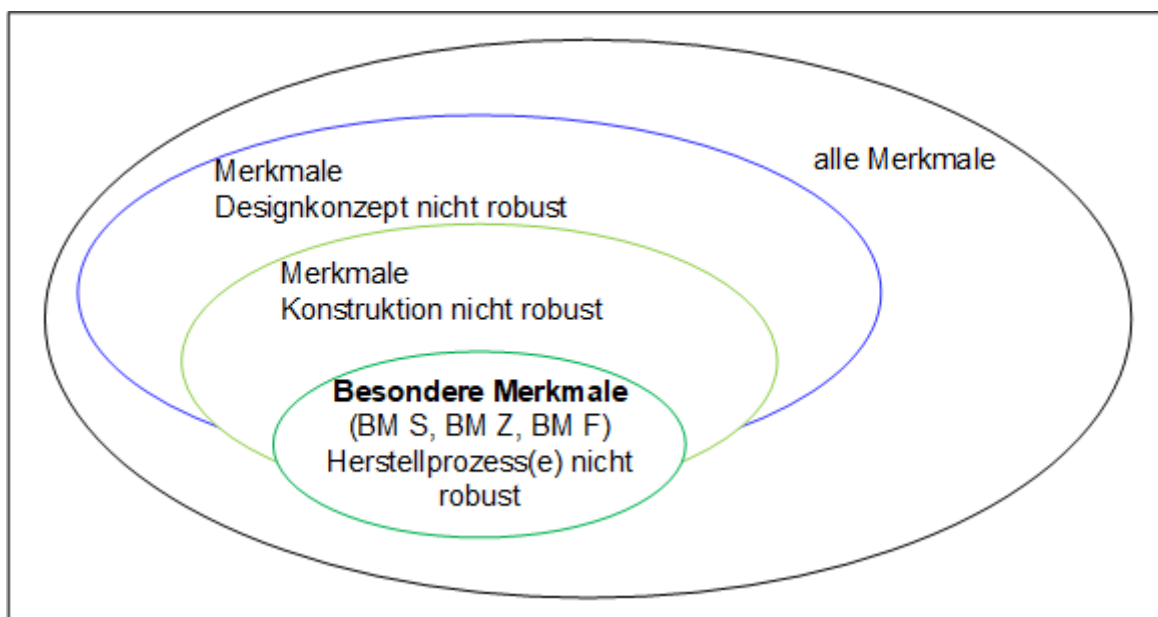 alle Merkmale
Merkmale
Designkonzept nicht robust
Merkmale
Konstruktion nicht robust
Besondere Merkmale
(BM S, BM Z, BM F)
Herstellprozess(e) nicht
robust